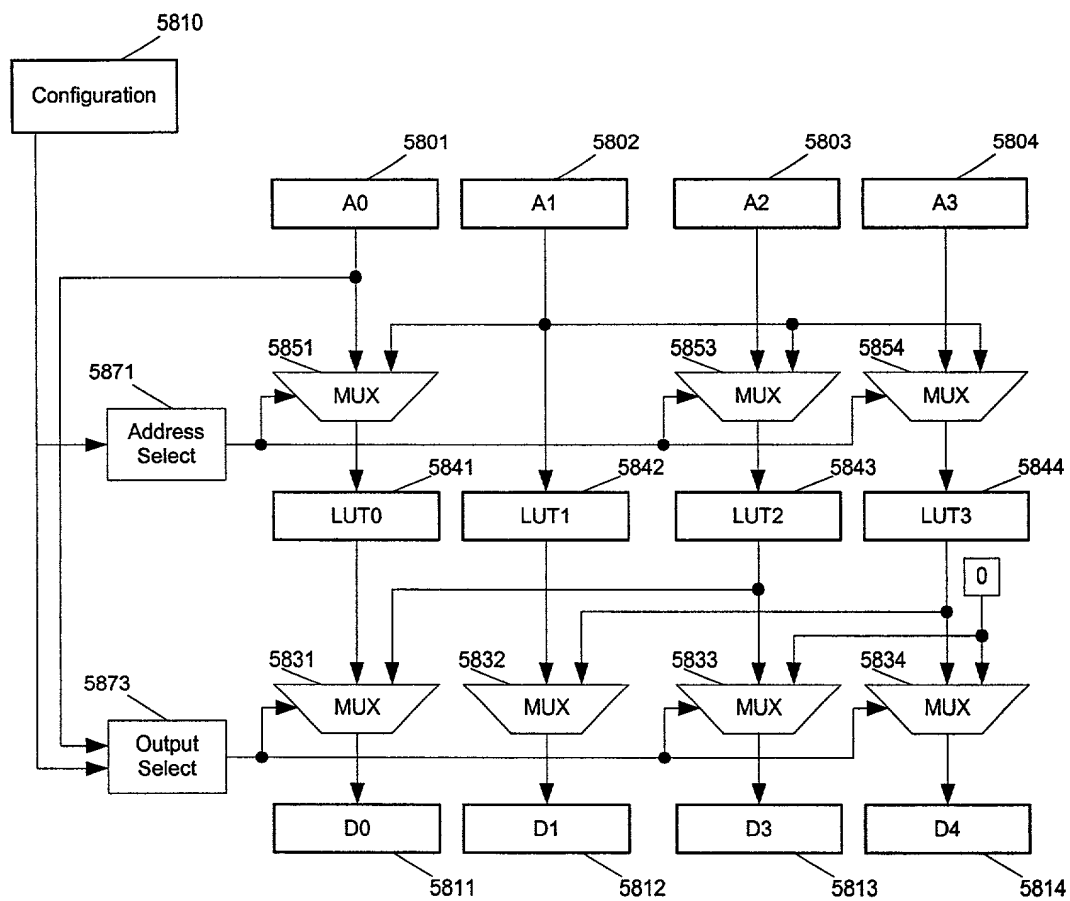 5810
Configuration
5801 5802 5803 5804
A0 A1 A2 A3
5851 5853 5854
5871
MUX MUX MUX
Address
Select
5841 5842 5843 5844
LUT0 LUT1 LUT2 LUT3
0
5831 5832 5833 5834
5873
MUX MUX MUX MUX
Output
Select
D0 D1 D3 D4
5811 5812 5813 5814